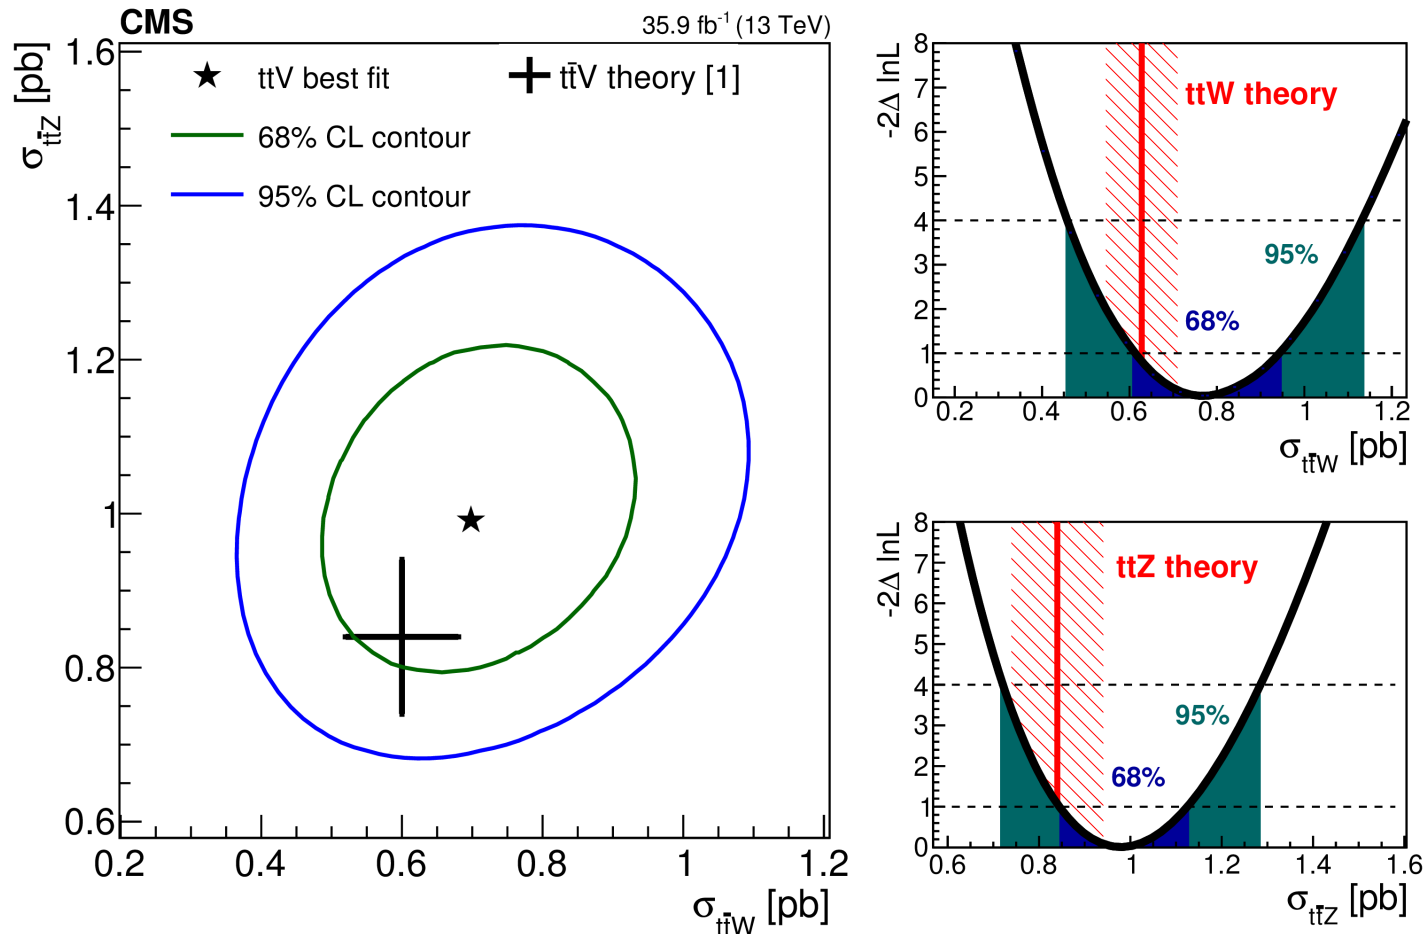 CMS 35.9 fb⁻¹ (13 TeV)
σtt̄Z [pb]
ttV best fit
tt̄V theory [1]
68% CL contour
95% CL contour
1.6
1.4
1.2
1
0.8
0.6
0.2 0.4 0.6 0.8 1 1.2
σtt̄W [pb]
-2Δ lnL
8
7
6
5
4
3
2
1
0
ttW theory
95%
68%
0.2 0.4 0.6 0.8 1 1.2
σtt̄W [pb]
-2Δ lnL
8
7
6
5
4
3
2
1
0
ttZ theory
95%
68%
0.6 0.8 1 1.2 1.4 1.6
σtt̄Z [pb]